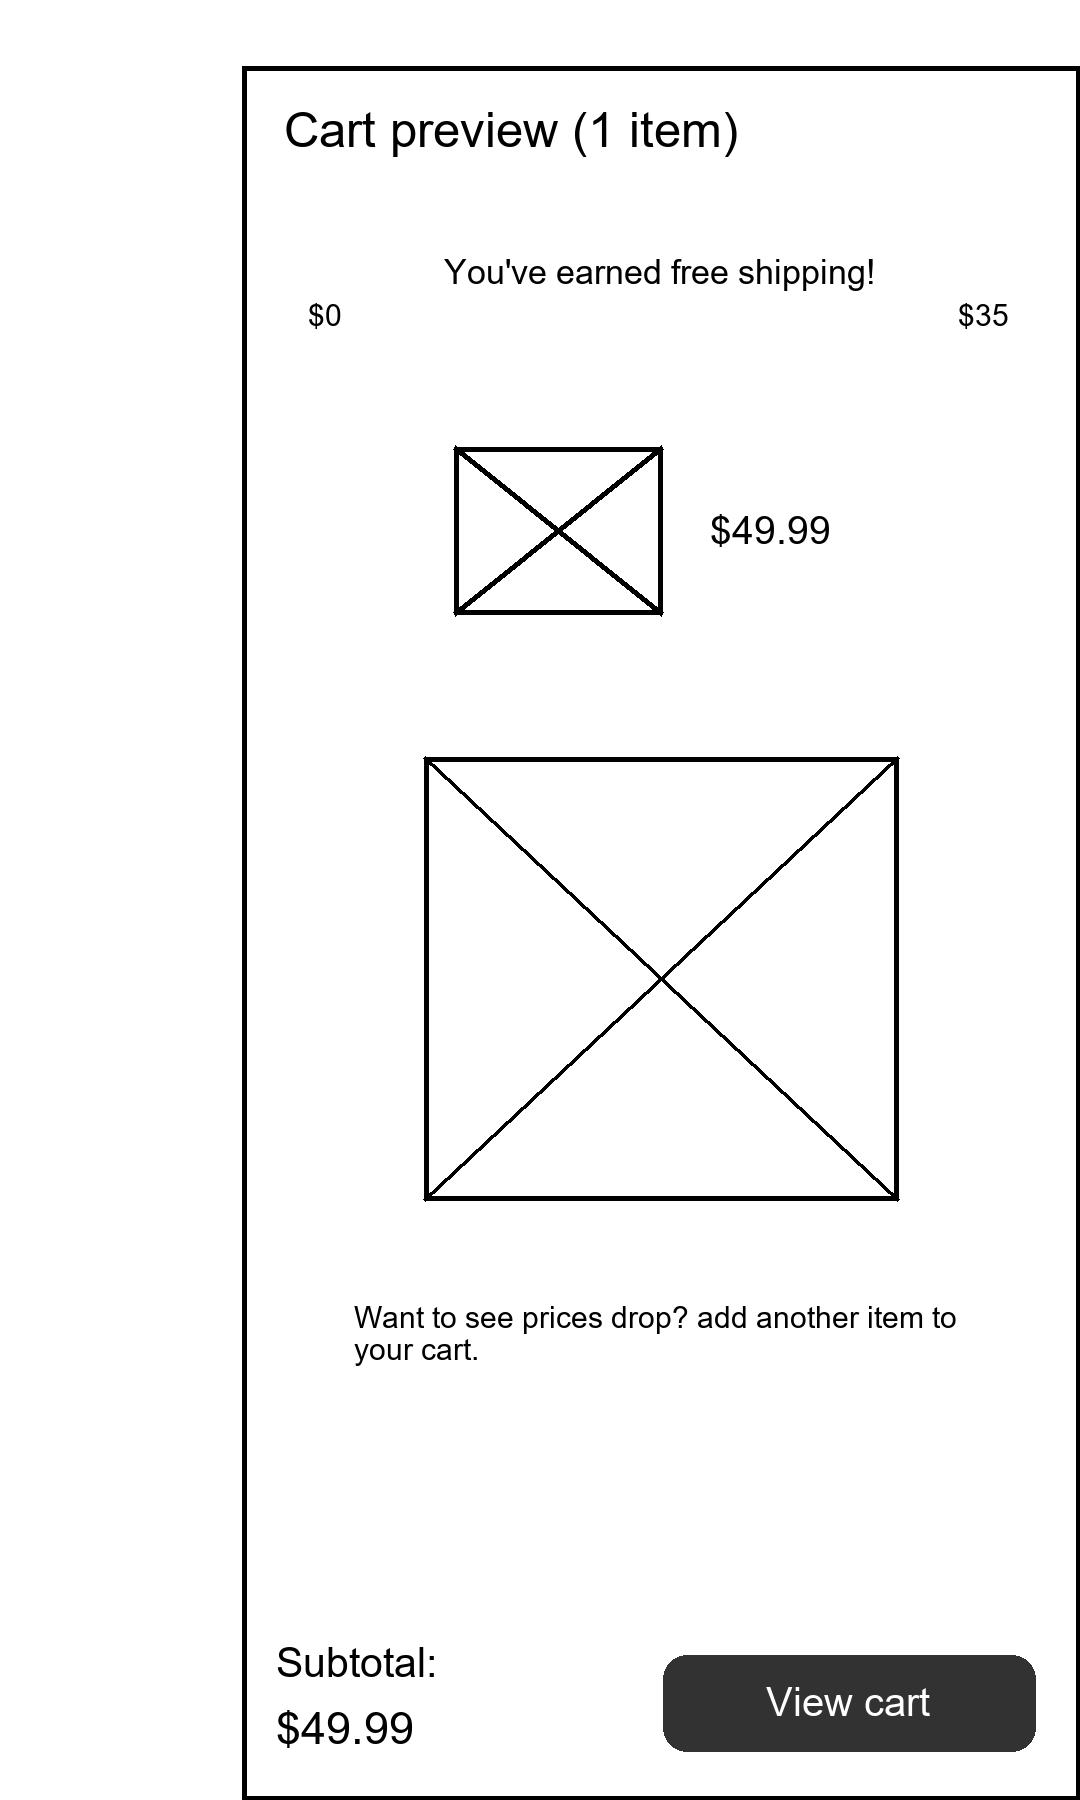 Cart preview (1 item)
You've earned free shipping!
$0 $35
$49.99
Want to see prices drop? add another item to
your cart.
Subtotal:
$49.99
View cart